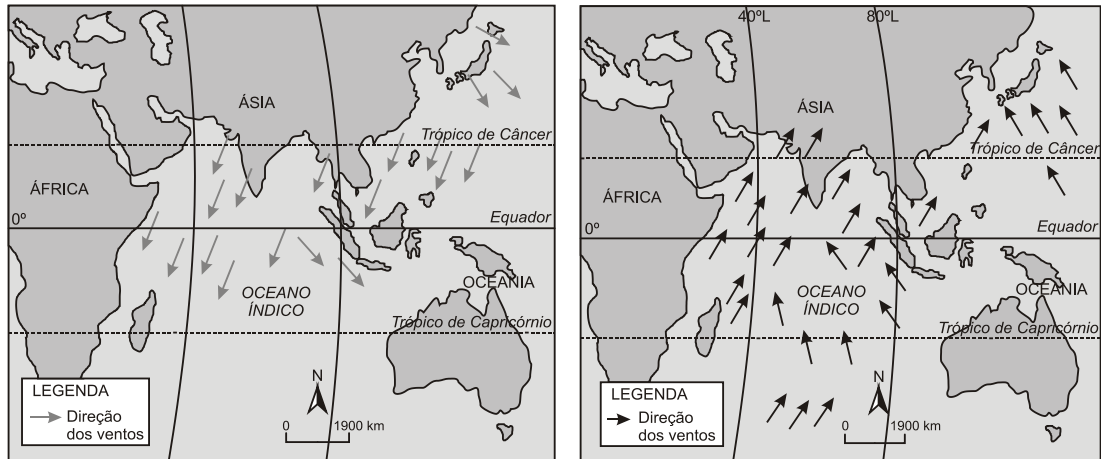 ÁSIA
Trópico de Câncer
ÁFRICA
0º
Equador
OCEANIA
OCEANO
ÍNDICO
Trópico de Capricórnio
LEGENDA
Direção
dos ventos
N
0 1900 km
40ºL 80ºL
ÁSIA
Trópico de Câncer
ÁFRICA
0º
Equador
OCEANIA
OCEANO
ÍNDICO
Trópico de Capricórnio
LEGENDA
Direção
dos ventos
N
0 1900 km